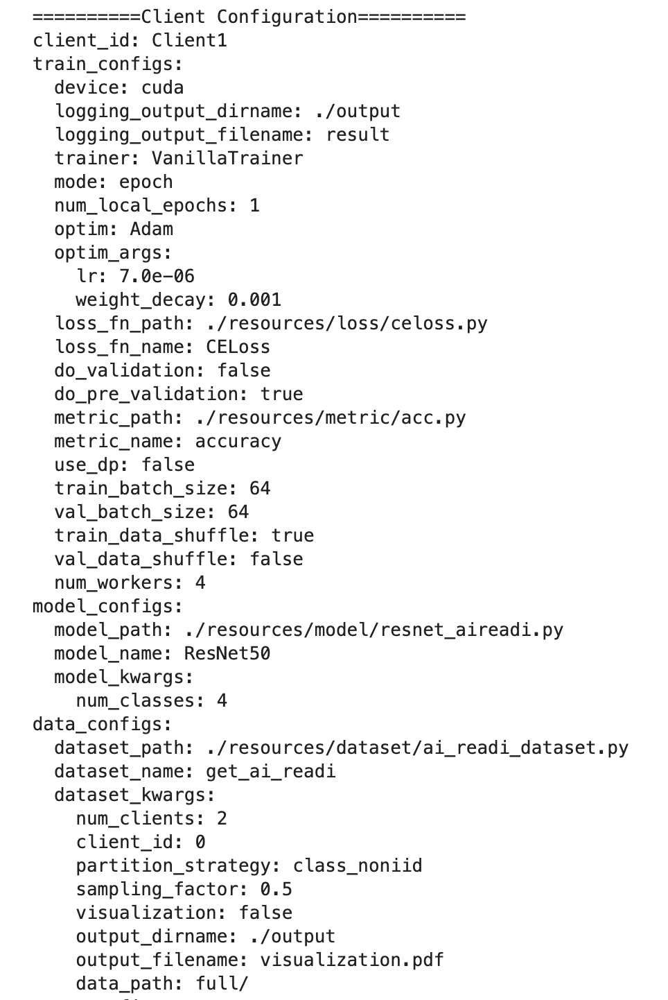 ==========Client Configuration==========
client_id: Client1
train_configs:
  device: cuda
  logging_output_dirname: ./output
  logging_output_filename: result
  trainer: VanillaTrainer
  mode: epoch
  num_local_epochs: 1
  optim: Adam
  optim_args:
    lr: 7.0e-06
    weight_decay: 0.001
  loss_fn_path: ./resources/loss/celoss.py
  loss_fn_name: CELoss
  do_validation: false
  do_pre_validation: true
  metric_path: ./resources/metric/acc.py
  metric_name: accuracy
  use_dp: false
  train_batch_size: 64
  val_batch_size: 64
  train_data_shuffle: true
  val_data_shuffle: false
  num_workers: 4
model_configs:
  model_path: ./resources/model/resnet_aireadi.py
  model_name: ResNet50
  model_kwargs:
    num_classes: 4
data_configs:
  dataset_path: ./resources/dataset/ai_readi_dataset.py
  dataset_name: get_ai_readi
  dataset_kwargs:
    num_clients: 2
    client_id: 0
    partition_strategy: class_noniid
    sampling_factor: 0.5
    visualization: false
    output_dirname: ./output
    output_filename: visualization.pdf
    data_path: full/